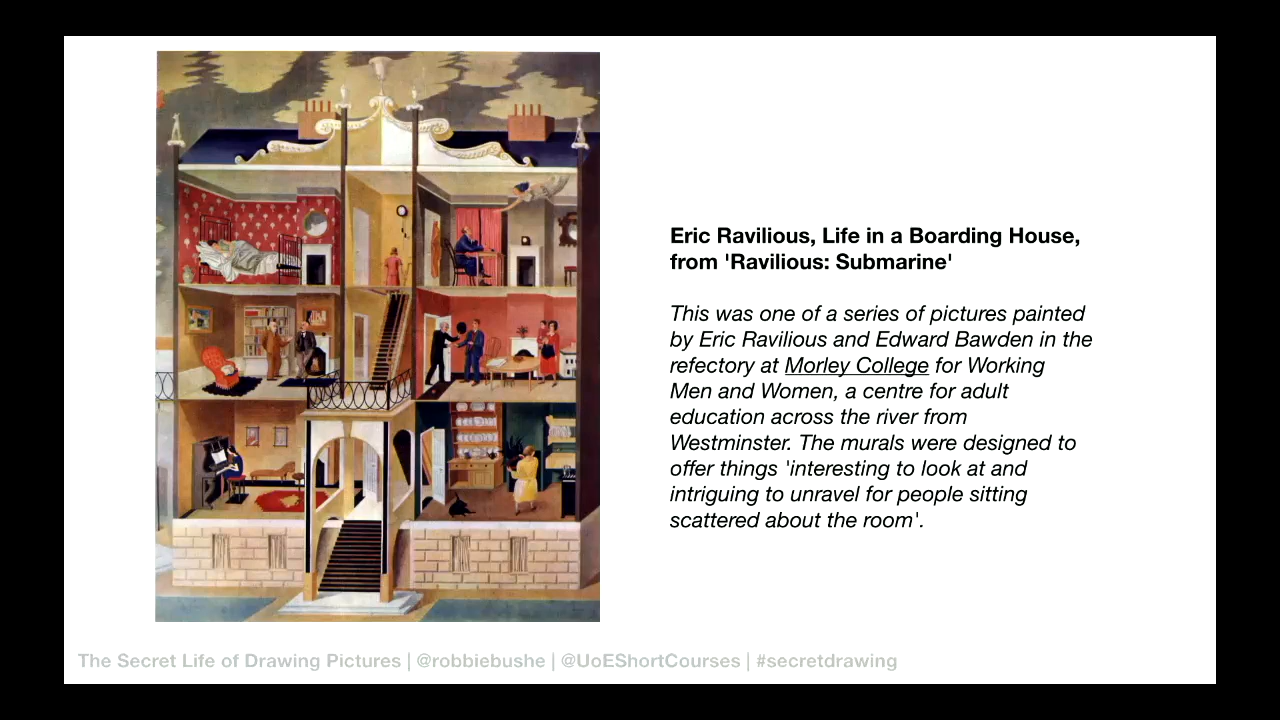 Eric Ravilious, Life in a Boarding House,
from 'Ravilious: Submarine'
This was one of a series of pictures painted
by Eric Ravilious and Edward Bawden in the
refectory at Morley College for Working
Men and Women, a centre for adult
education across the river from
Westminster. The murals were designed to
offer things 'interesting to look at and
intriguing to unravel for people sitting
scattered about the room'.
The Secret Life of Drawing Pictures | @robbiebushe | @UoEShortCourses | #secretdrawing